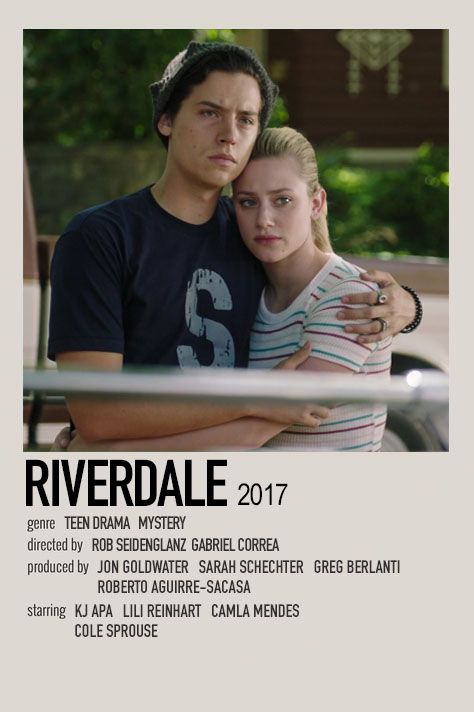 S
RIVERDALE 2017
genre TEEN DRAMA MYSTERY
directed by ROB SEIDENGLANZ GABRIEL CORREA
produced by JON GOLDWATER SARAH SCHECHTER GREG BERLANTI
ROBERTO AGUIRRE-SACASA
starring KJ APA LILI REINHART CAMLA MENDES
COLE SPROUSE